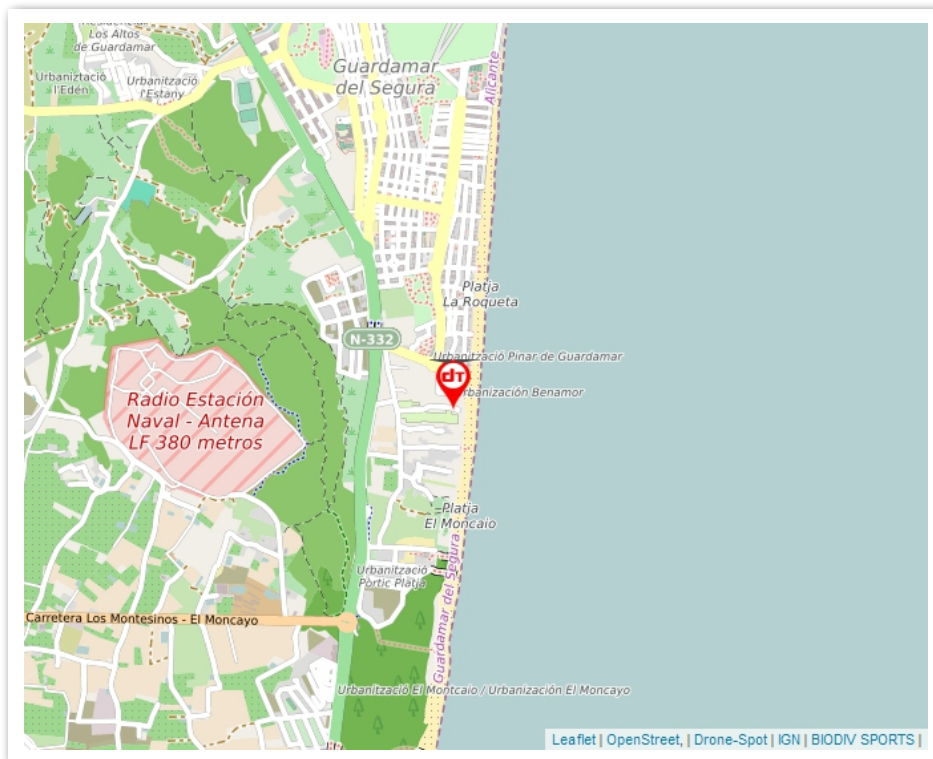 Residencial
Los Altos
de Guardamar
Urbaniztació
l'Edén
Urbanització
l'Estany
Guardamar
del Segura
Alicante
Platja
La Roqueta
N-332
Urbanització Pinar de Guardamar
dT
Urbanización Benamor
Radio Estación
Naval - Antena
LF 380 metros
Platja
El Moncaio
Urbanització
Pòrtic Platja
Guardamar del Segura
Carretera Los Montesinos - El Moncayo
Urbanització El Montcaio / Urbanización El Moncayo
Leaflet | OpenStreet, | Drone-Spot | IGN | BIODIV SPORTS |